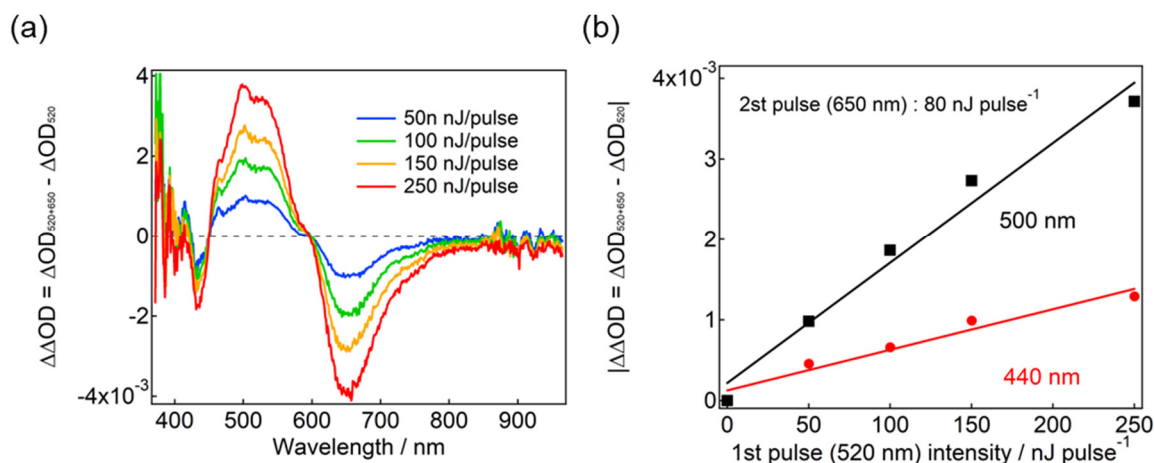 (a)
ΔΔOD = ΔOD520+650 - ΔOD520
4
2
0
-2
-4x10-3
400
500
600
700
800
900
Wavelength / nm
50n nJ/pulse
100 nJ/pulse
150 nJ/pulse
250 nJ/pulse
(b)
|ΔΔOD = ΔOD520+650 - ΔOD520|
4x10-3
3
2
1
0
2st pulse (650 nm) : 80 nJ pulse-1
500 nm
440 nm
0
50
100
150
200
250
1st pulse (520 nm) intensity / nJ pulse-1